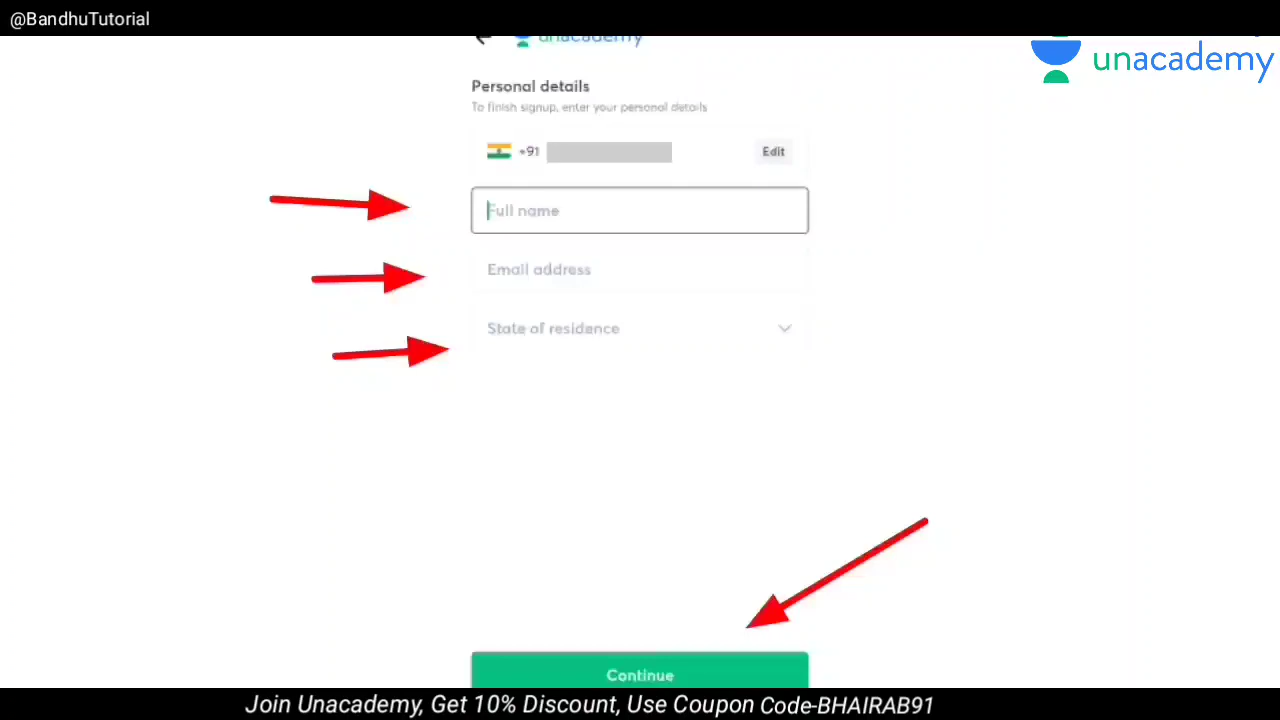 @BandhuTutorial
unacademy
unacademy
Personal details
To finish signup, enter your personal details
+91
Edit
Full name
Email address
State of residence
Continue
Join Unacademy, Get 10% Discount, Use Coupon Code-BHAIRAB91